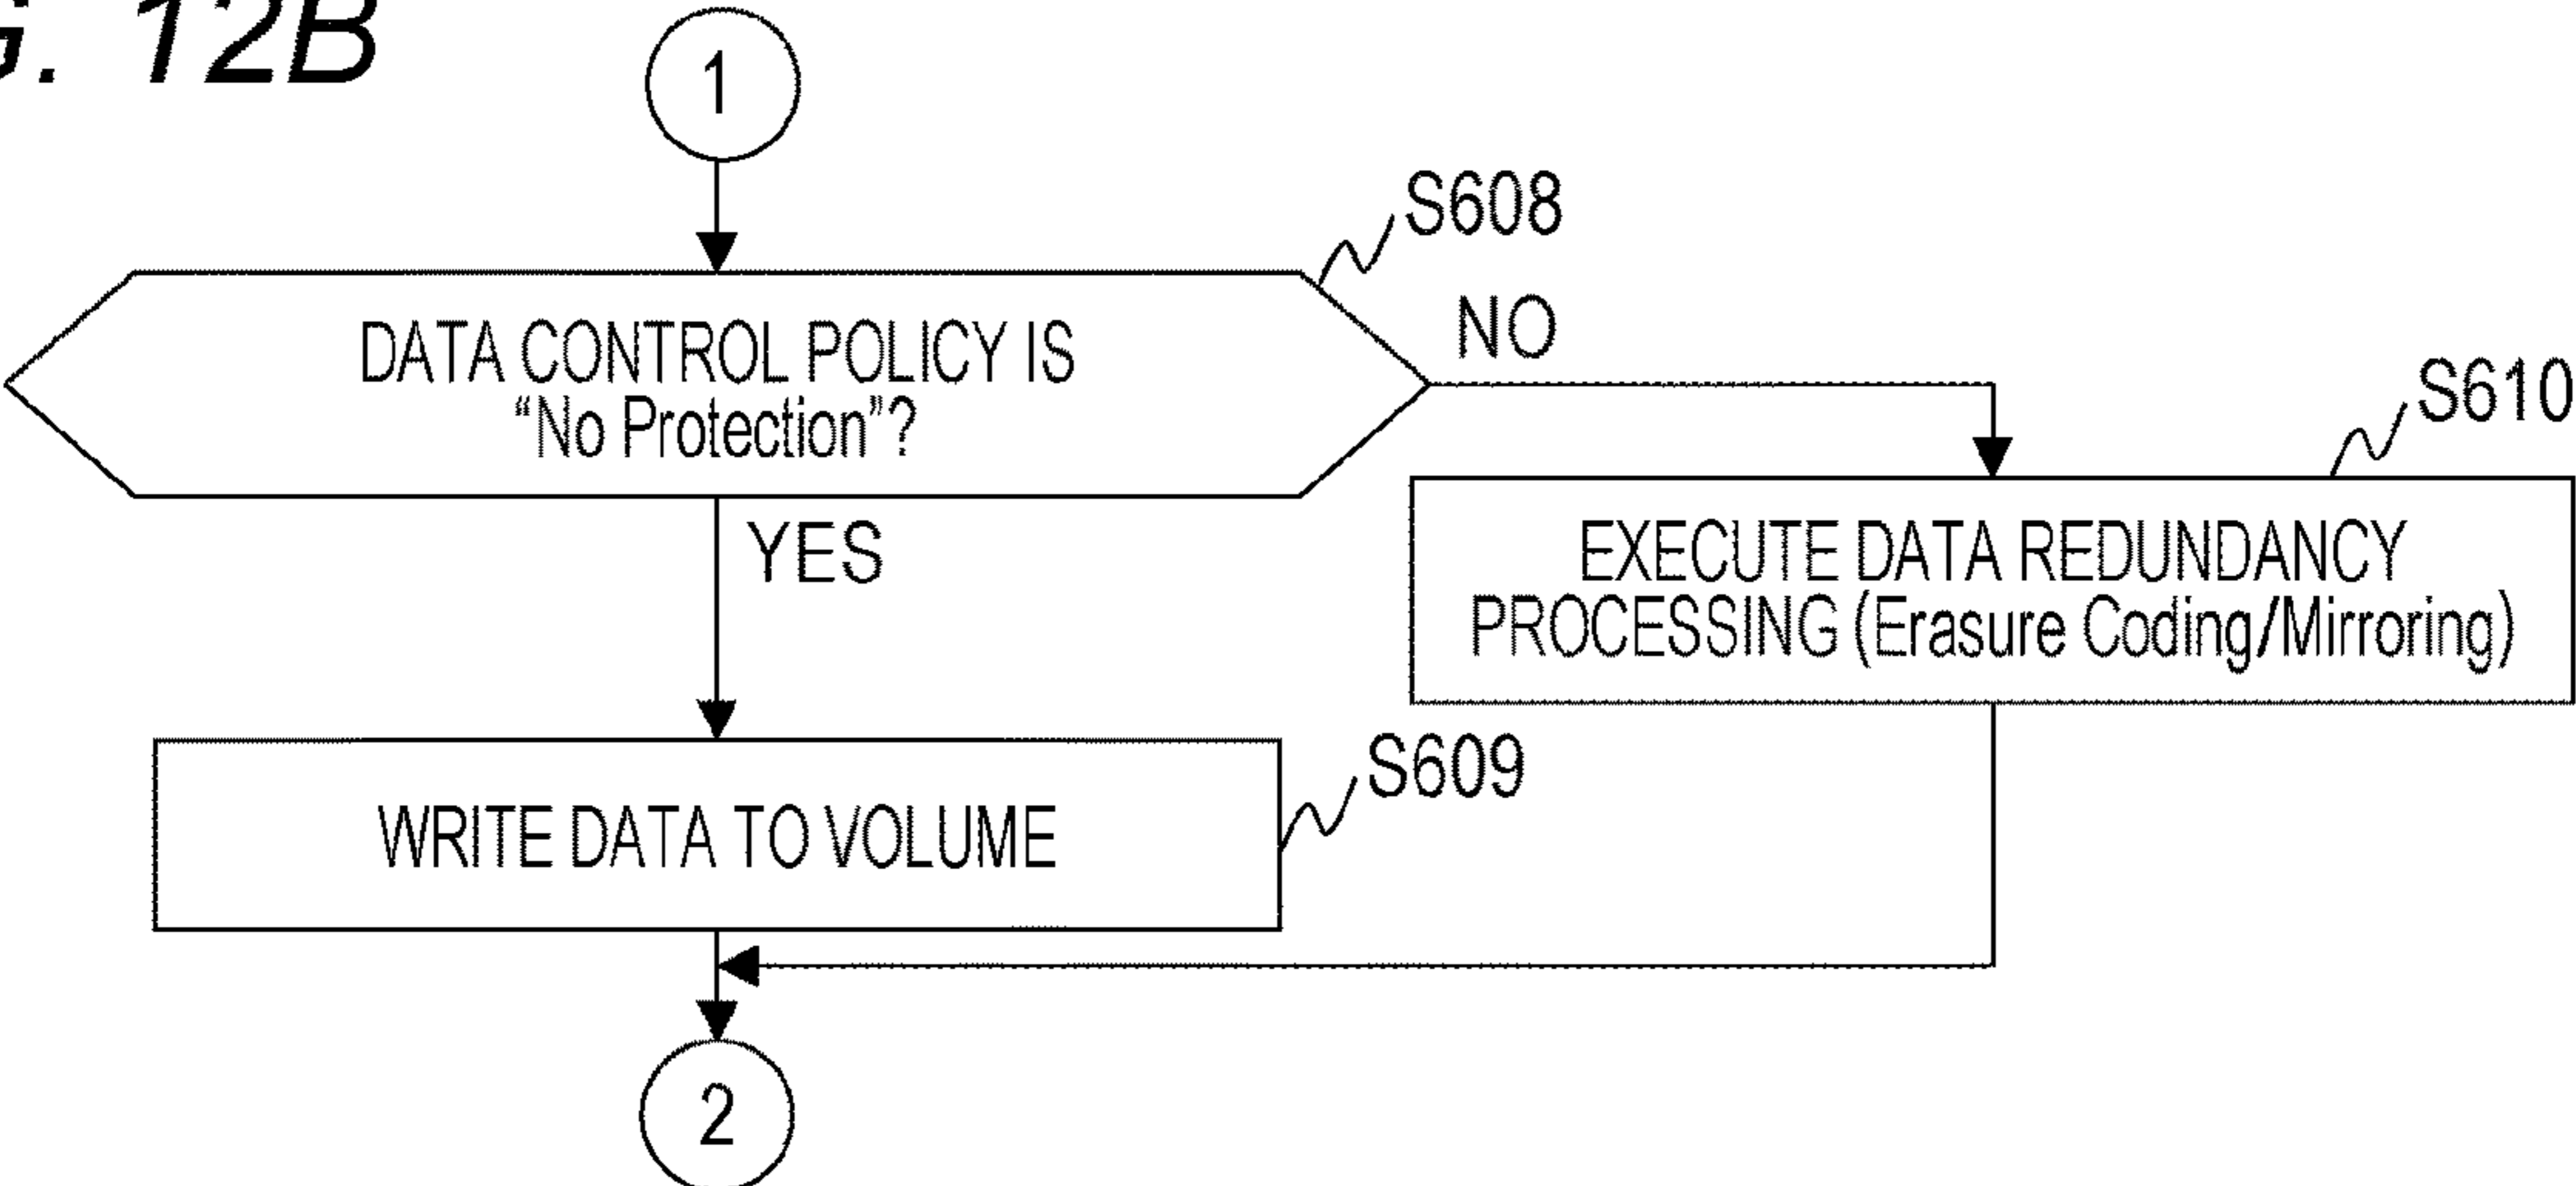 G. 12B
1
S608
DATA CONTROL POLICY IS
“No Protection”?
NO
S610
YES
EXECUTE DATA REDUNDANCY
PROCESSING (Erasure Coding/Mirroring)
WRITE DATA TO VOLUME
S609
2